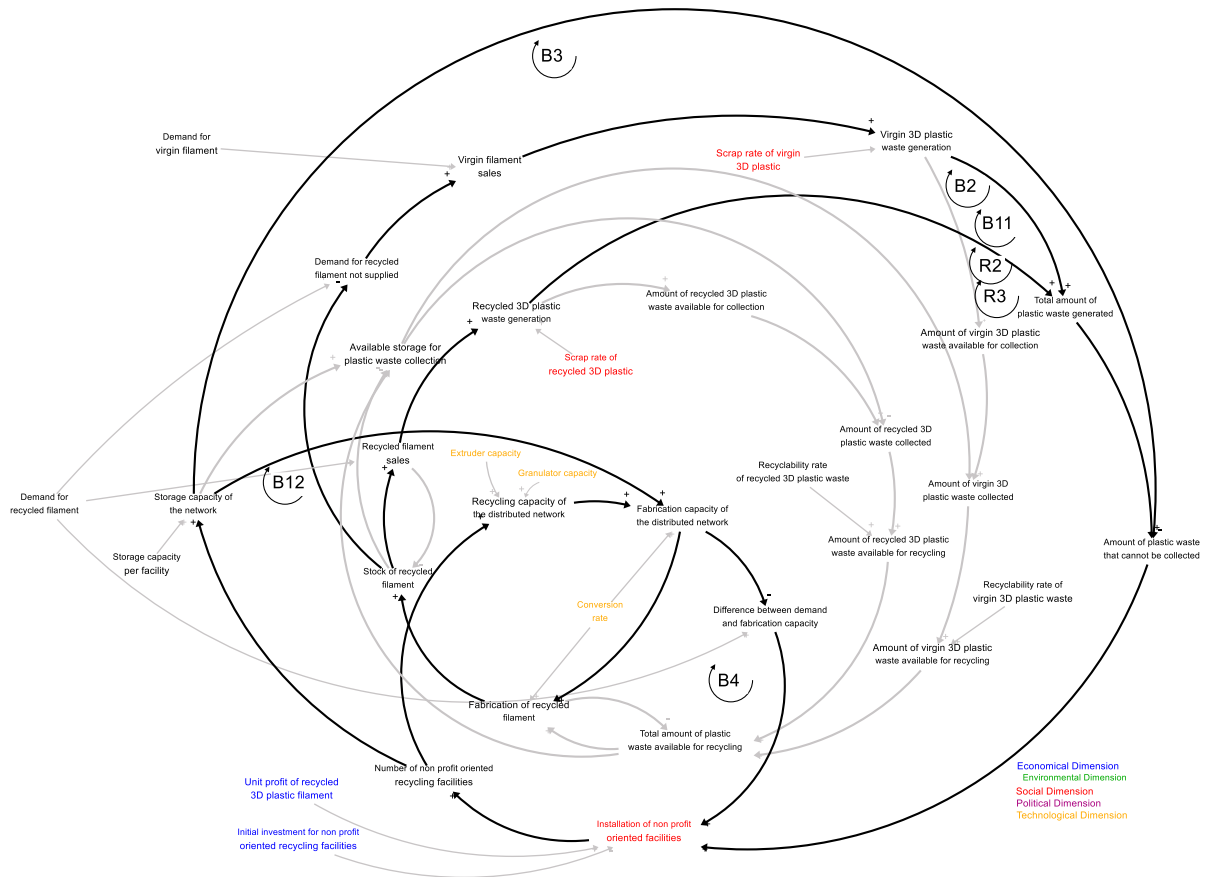 B3
Demand for
virgin filament
Virgin filament
sales
+
Scrap rate of virgin
3D plastic
+
Virgin 3D plastic
waste generation
B2
B11
R2
R3
Demand for recycled
filament not supplied
-
Recycled 3D plastic
waste generation
+
Scrap rate of
recycled 3D plastic
+
Amount of recycled 3D plastic
waste available for collection
+
+
Total amount of
plastic waste generated
Amount of virgin 3D plastic
waste available for collection
+
Available storage for
plastic waste collection
-
Recycled filament
sales
+
Extruder capacity
Granulator capacity
+
+
Recycling capacity of
the distributed network
+
+
+
Fabrication capacity of
the distributed network
+
-
Amount of recycled 3D
plastic waste collected
Recyclability rate
of recycled 3D plastic waste
+
Amount of virgin 3D
plastic waste collected
+
+
Amount of recycled 3D plastic
waste available for recycling
+
-
Amount of plastic waste
that cannot be collected
B12
Demand for
recycled filament
Storage capacity of
the network
+
Storage capacity
per facility
Stock of recycled
filament
-
+
Conversion
rate
-
Difference between demand
and fabrication capacity
Recyclability rate of
virgin 3D plastic waste
+
+
Amount of virgin 3D plastic
waste available for recycling
B4
Fabrication of recycled
filament
+
-
Total amount of plastic
waste available for recycling
Number of non profit oriented
recycling facilities
+
Unit profit of recycled
3D plastic filament
Initial investment for non profit
oriented recycling facilities
Installation of non profit
oriented facilities
+
Economical Dimension
Environmental Dimension
Social Dimension
Political Dimension
Technological Dimension